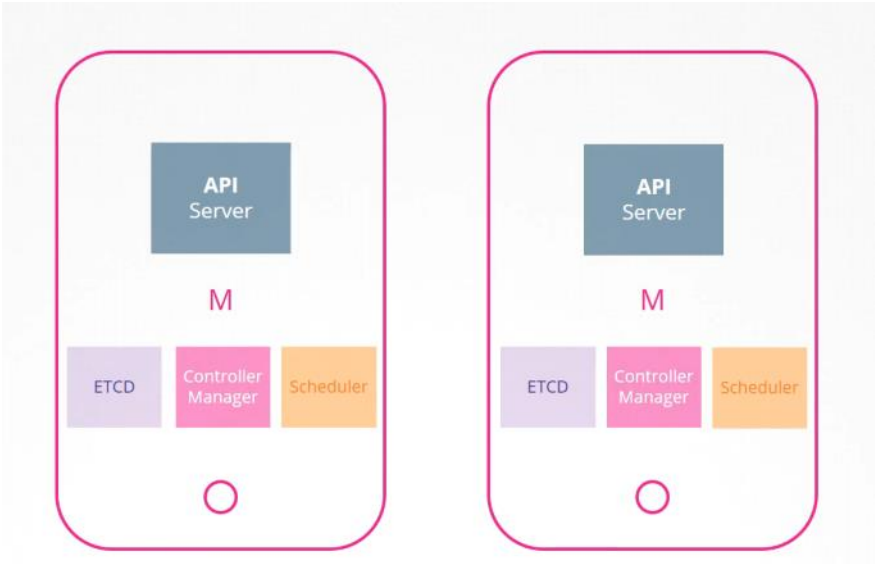 API
Server
API
Server
M
M
ETCD
Controller
Manager
Scheduler
ETCD
Controller
Manager
Scheduler